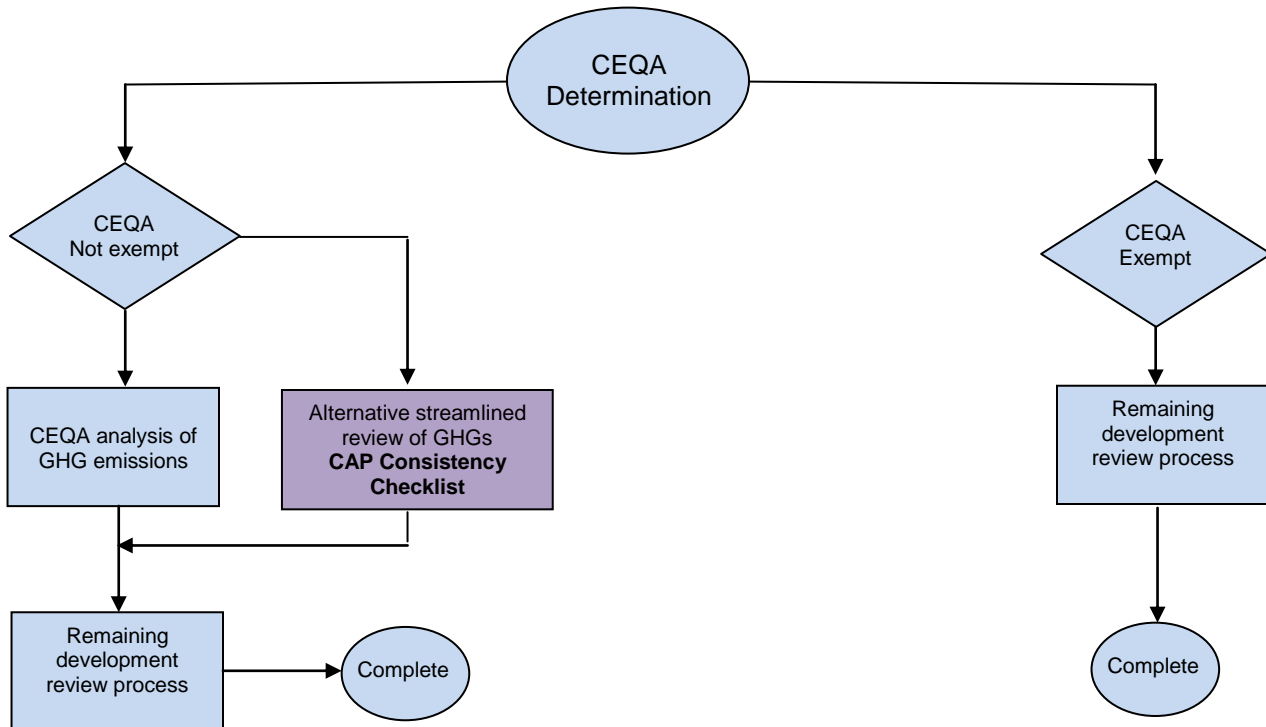 CEQA
Determination
CEQA
Not exempt
CEQA
Exempt
CEQA analysis of
GHG emissions
Alternative streamlined
review of GHGs
CAP Consistency
Checklist
Remaining
development
review process
Remaining
development
review process
Complete
Complete